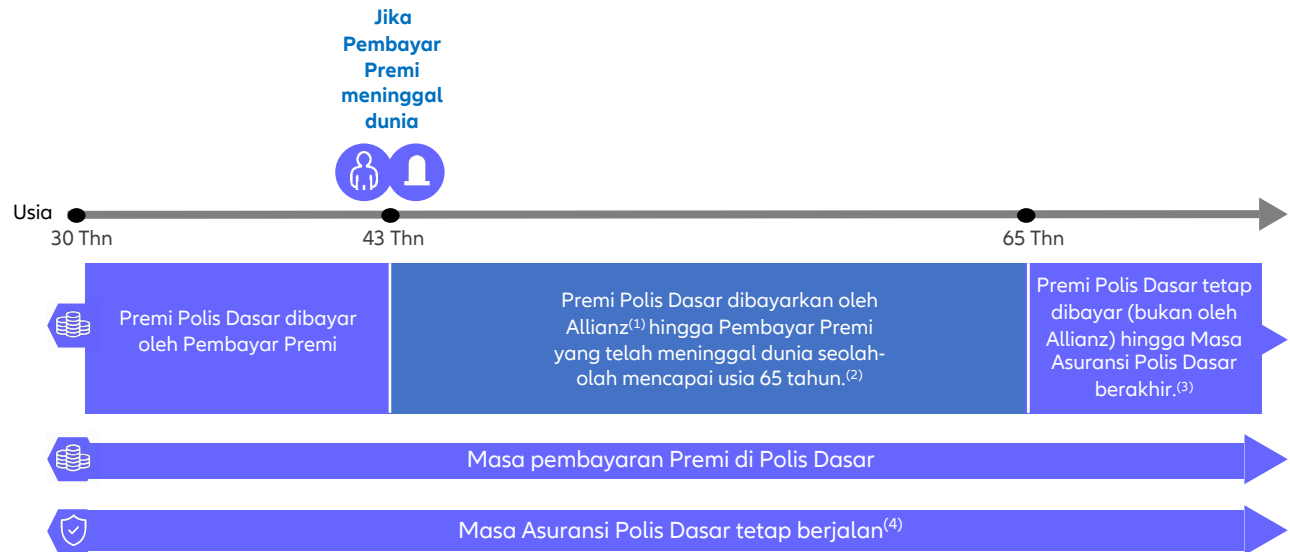 Jika
Pembayar
Premi
meninggal
dunia
Usia
30 Thn
43 Thn
65 Thn
Premi Polis Dasar dibayar
oleh Pembayar Premi
Premi Polis Dasar dibayarkan oleh
Allianz(1) hingga Pembayar Premi
yang telah meninggal dunia seolah-
olah mencapai usia 65 tahun.(2)
Premi Polis Dasar tetap
dibayar (bukan oleh
Allianz) hingga Masa
Asuransi Polis Dasar
berakhir.(3)
Masa pembayaran Premi di Polis Dasar
Masa Asuransi Polis Dasar tetap berjalan(4)